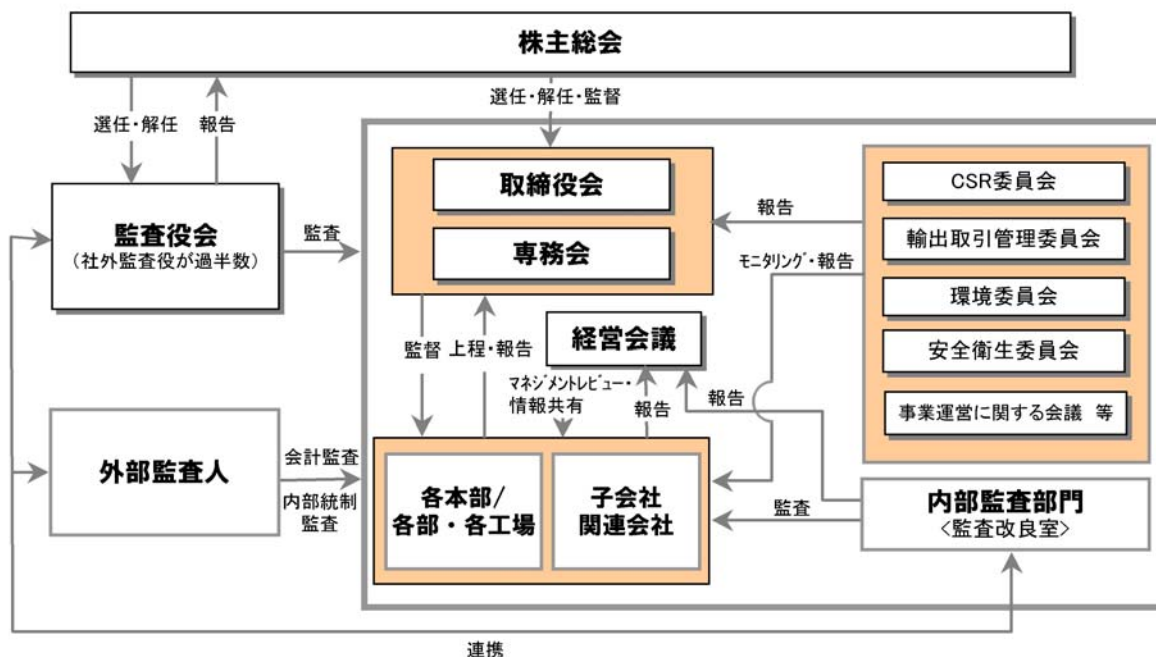 株主総会
選任・解任
報告
選任・解任・監督
取締役会
専務会
CSR委員会
輸出取引管理委員会
環境委員会
安全衛生委員会
事業運営に関する会議 等
報告
モニタリング・報告
監査役会
(社外監査役が過半数)
監査
監督
上程・報告
経営会議
マネジメントレビュー・
情報共有
報告
報告
外部監査人
会計監査
内部統制
監査
各本部/
各部・各工場
子会社
関連会社
監査
内部監査部門
<監査改良室>
連携